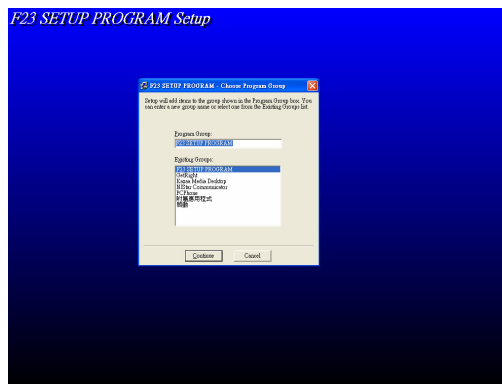 F23 SETUP PROGRAM Setup
F23 SETUP PROGRAM - Choose Program Group
Setup will add items to the group shown in the Program Group box. You
can enter a new group name or select one from the Existing Groups list.
Program Group:
F23 SETUP PROGRAM
Existing Groups:
F23 SETUP PROGRAM
GetRight
Kazaa Media Desktop
NIStar Communicator
PCPhone
附屬應用程式
啟動
Continue
Cancel